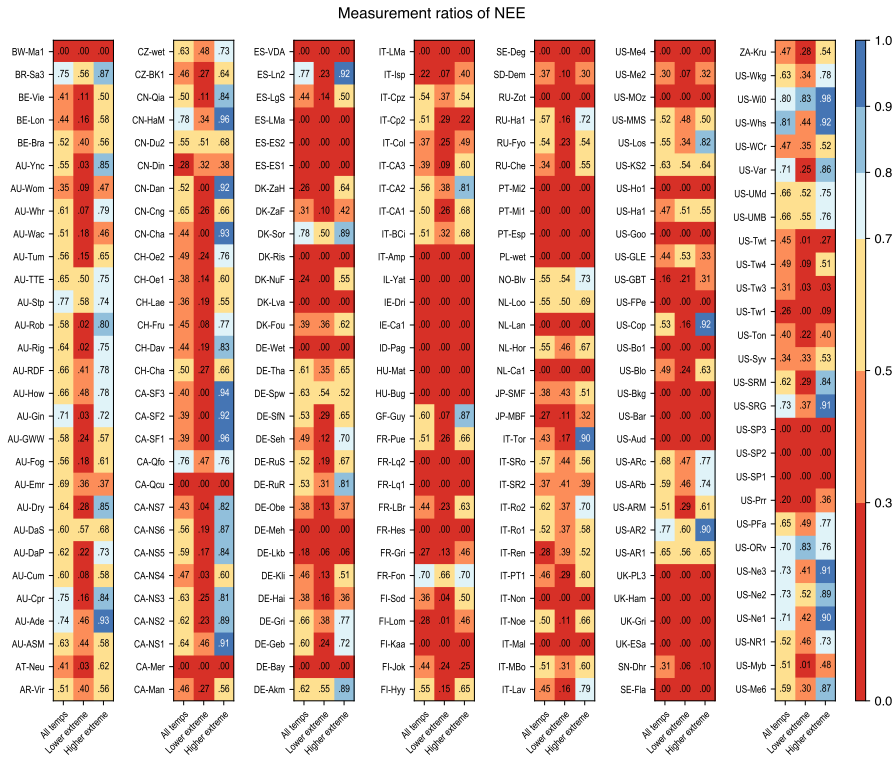 Measurement ratios of NEE
BW-Ma1 .00 .00 .00
BR-Sa3 .75 .56 .87
BE-Vie .41 .11 .50
BE-Lon .44 .16 .58
BE-Bra .52 .40 .56
AU-Ync .55 .03 .85
AU-Wom .35 .09 .47
AU-Whr .61 .07 .79
AU-Wac .51 .18 .46
AU-Tum .56 .15 .65
AU-TTE .65 .50 .75
AU-Stp .77 .58 .74
AU-Rob .58 .02 .80
AU-Rig .64 .02 .75
AU-RDF .66 .41 .78
AU-How .66 .48 .78
AU-Gin .71 .03 .72
AU-GWW .58 .24 .57
AU-Fog .56 .18 .61
AU-Emr .69 .36 .37
AU-Dry .64 .28 .85
AU-DaS .60 .57 .68
AU-DaP .62 .22 .73
AU-Cum .60 .08 .58
AU-Cpr .75 .16 .84
AU-Ade .74 .46 .93
AU-ASM .63 .44 .58
AT-Neu .41 .03 .62
AR-Vir .51 .40 .56
All temps
Lower extreme
Higher extreme
CZ-wet .63 .48 .73
CZ-BK1 .46 .27 .64
CN-Qia .50 .11 .84
CN-HaM .78 .34 .96
CN-Du2 .55 .51 .68
CN-Din .28 .32 .38
CN-Dan .52 .00 .92
CN-Cng .65 .26 .66
CN-Cha .44 .00 .93
CH-Oe2 .49 .24 .76
CH-Oe1 .38 .14 .60
CH-Lae .36 .19 .55
CH-Fru .45 .08 .77
CH-Dav .44 .19 .83
CH-Cha .50 .27 .66
CA-SF3 .40 .00 .94
CA-SF2 .39 .00 .92
CA-SF1 .39 .00 .96
CA-Qfo .76 .47 .76
CA-Qcu .00 .00 .00
CA-NS7 .43 .04 .82
CA-NS6 .56 .19 .87
CA-NS5 .59 .17 .84
CA-NS4 .47 .03 .60
CA-NS3 .63 .25 .81
CA-NS2 .62 .23 .89
CA-NS1 .64 .46 .91
CA-Mer .00 .00 .00
CA-Man .46 .27 .56
All temps
Lower extreme
Higher extreme
ES-VDA .00 .00 .00
ES-Ln2 .77 .23 .92
ES-LgS .44 .14 .50
ES-LMa .00 .00 .00
ES-ES2 .00 .00 .00
ES-ES1 .00 .00 .00
DK-ZaH .26 .00 .64
DK-ZaF .31 .10 .42
DK-Sor .78 .50 .89
DK-Ris .00 .00 .00
DK-NuF .24 .00 .55
DK-Lva .00 .00 .00
DK-Fou .39 .36 .62
DE-Wet .00 .00 .00
DE-Tha .61 .35 .65
DE-Spw .63 .54 .52
DE-SfN .53 .29 .65
DE-Seh .49 .12 .70
DE-RuS .52 .19 .67
DE-RuR .53 .31 .81
DE-Obe .38 .13 .37
DE-Meh .00 .00 .00
DE-Lkb .18 .06 .06
DE-Kli .46 .13 .51
DE-Hai .38 .16 .36
DE-Gri .66 .38 .77
DE-Geb .60 .24 .72
DE-Bay .00 .00 .00
DE-Akm .62 .55 .89
All temps
Lower extreme
Higher extreme
IT-LMa .00 .00 .00
IT-Isp .22 .07 .40
IT-Cpz .54 .37 .54
IT-Cp2 .51 .29 .22
IT-Col .37 .25 .49
IT-CA3 .39 .09 .60
IT-CA2 .56 .38 .81
IT-CA1 .50 .26 .68
IT-BCi .51 .32 .68
IT-Amp .00 .00 .00
IL-Yat .00 .00 .00
IE-Dri .00 .00 .00
IE-Ca1 .00 .00 .00
ID-Pag .00 .00 .00
HU-Mat .00 .00 .00
HU-Bug .00 .00 .00
GF-Guy .60 .07 .87
FR-Pue .51 .26 .66
FR-Lq2 .00 .00 .00
FR-Lq1 .00 .00 .00
FR-LBr .44 .23 .63
FR-Hes .00 .00 .00
FR-Gri .27 .13 .46
FR-Fon .70 .66 .70
FI-Sod .36 .04 .50
FI-Lom .28 .01 .46
FI-Kaa .00 .00 .00
FI-Jok .44 .24 .25
FI-Hyy .55 .15 .65
All temps
Lower extreme
Higher extreme
SE-Deg .00 .00 .00
SD-Dem .37 .10 .30
RU-Zot .00 .00 .00
RU-Ha1 .57 .16 .72
RU-Fyo .54 .23 .54
RU-Che .34 .00 .55
PT-Mi2 .00 .00 .00
PT-Mi1 .00 .00 .00
PT-Esp .00 .00 .00
PL-wet .00 .00 .00
NO-Blv .55 .54 .73
NL-Loo .55 .50 .69
NL-Lan .00 .00 .00
NL-Hor .55 .46 .67
NL-Ca1 .00 .00 .00
JP-SMF .38 .43 .51
JP-MBF .27 .11 .32
IT-Tor .43 .17 .90
IT-SRo .57 .44 .56
IT-SR2 .37 .41 .39
IT-Ro2 .62 .37 .70
IT-Ro1 .52 .37 .58
IT-Ren .28 .39 .52
IT-PT1 .46 .29 .60
IT-Non .00 .00 .00
IT-Noe .50 .11 .66
IT-Mal .00 .00 .00
IT-MBo .51 .31 .60
IT-Lav .45 .16 .79
All temps
Lower extreme
Higher extreme
US-Me4 .00 .00 .00
US-Me2 .30 .07 .32
US-MOz .00 .00 .00
US-MMS .52 .48 .50
US-Los .35 .34 .82
US-KS2 .63 .54 .64
US-Ho1 .00 .00 .00
US-Ha1 .47 .51 .55
US-Goo .00 .00 .00
US-GLE .44 .53 .33
US-GBT .16 .21 .31
US-FPe .00 .00 .00
US-Cop .53 .16 .92
US-Bo1 .00 .00 .00
US-Blo .49 .24 .63
US-Bkg .00 .00 .00
US-Bar .00 .00 .00
US-Aud .00 .00 .00
US-ARc .68 .47 .77
US-ARb .59 .46 .74
US-ARM .51 .29 .61
US-AR2 .77 .60 .90
US-AR1 .65 .56 .65
UK-PL3 .00 .00 .00
UK-Ham .00 .00 .00
UK-Gri .00 .00 .00
UK-ESa .00 .00 .00
SN-Dhr .31 .06 .10
SE-Fla .00 .00 .00
All temps
Lower extreme
Higher extreme
ZA-Kru .47 .28 .54
US-Wkg .63 .34 .78
US-Wi0 .80 .83 .98
US-Whs .81 .44 .92
US-WCr .47 .35 .52
US-Var .71 .25 .86
US-UMd .66 .52 .75
US-UMB .66 .55 .76
US-Twt .45 .01 .27
US-Tw4 .49 .09 .51
US-Tw3 .31 .03 .03
US-Tw1 .26 .09 .00
US-Ton .40 .22 .40
US-Syv .34 .33 .53
US-SRM .62 .29 .84
US-SRG .73 .37 .91
US-SP3 .00 .00 .00
US-SP2 .00 .00 .00
US-SP1 .00 .00 .00
US-Prr .20 .00 .36
US-PFa .65 .49 .77
US-ORv .70 .83 .76
US-Ne3 .73 .41 .91
US-Ne2 .73 .52 .89
US-Ne1 .71 .42 .90
US-NR1 .52 .46 .73
US-Myb .51 .01 .48
US-Me6 .59 .30 .87
All temps
Lower extreme
Higher extreme
1.0
0.9
0.8
0.7
0.5
0.3
0.0